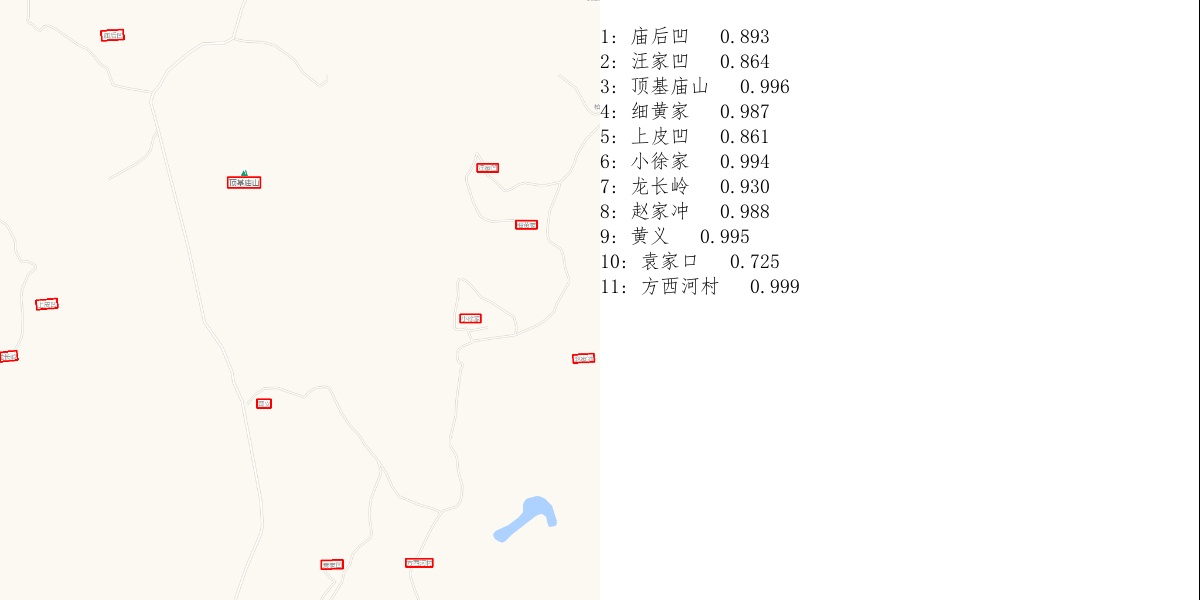 顶基庙山
小徐家
1: 庙后凹 0.893
2: 汪家凹 0.864
3: 顶基庙山 0.996
4: 细黄家 0.987
5: 上皮凹 0.861
6: 小徐家 0.994
7: 龙长岭 0.930
8: 赵家冲 0.988
9: 黄义 0.995
10: 袁家口 0.725
11: 方西河村 0.999